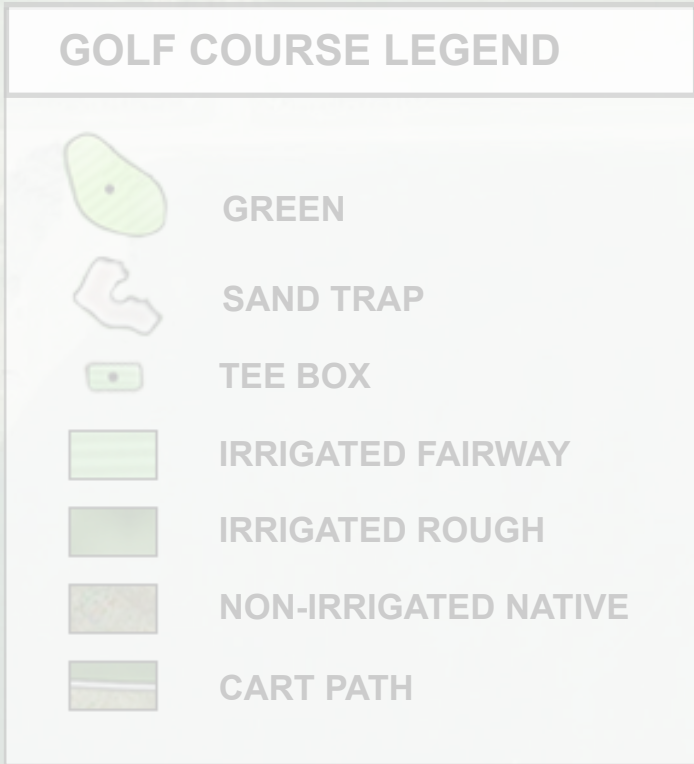 GOLF COURSE LEGEND
GREEN
SAND TRAP
TEE BOX
IRRIGATED FAIRWAY
IRRIGATED ROUGH
NON-IRRIGATED NATIVE
CART PATH